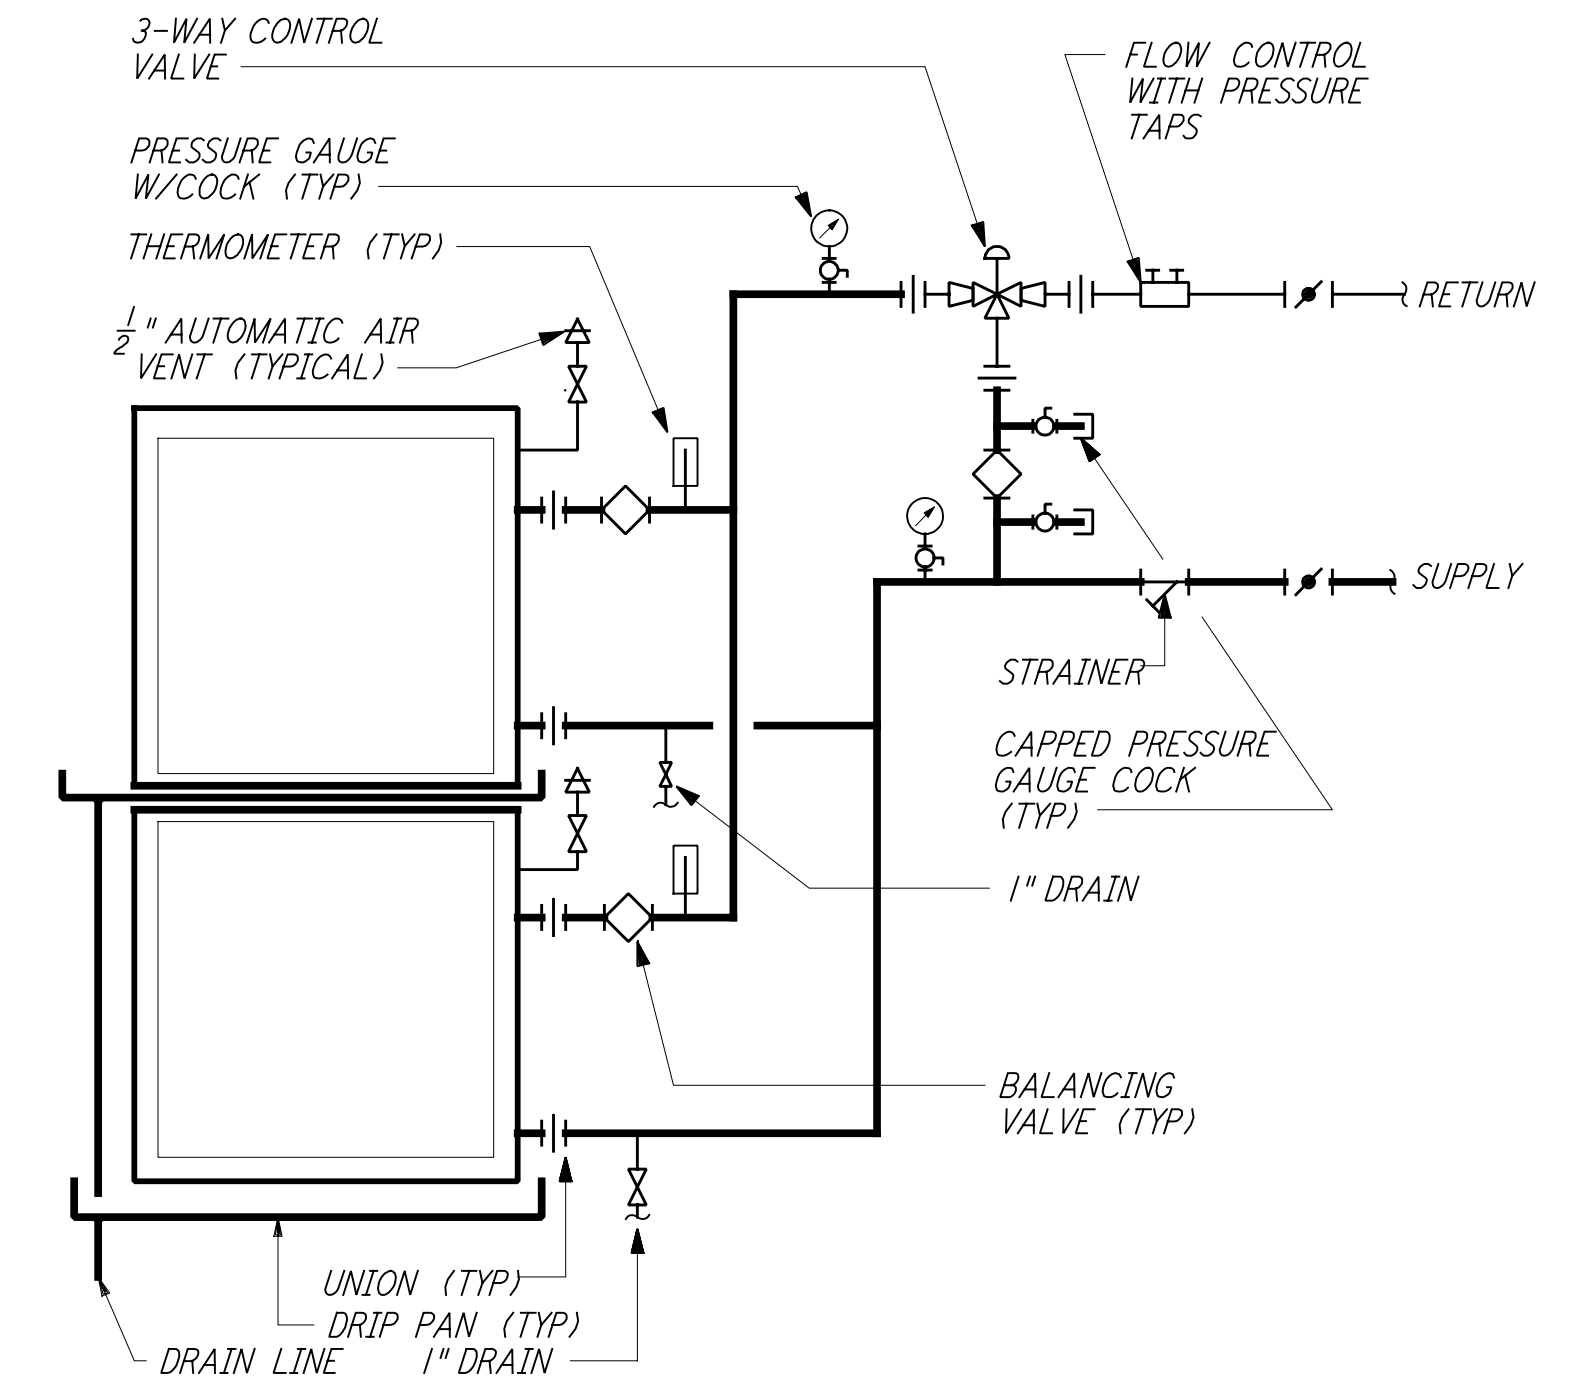 3-WAY CONTROL
VALVE
FLOW CONTROL
WITH PRESSURE
TAPS
PRESSURE GAUGE
W/COCK (TYP)
THERMOMETER (TYP)
1/2" AUTOMATIC AIR
VENT (TYPICAL)
RETURN
SUPPLY
STRAINER
CAPPED PRESSURE
GAUGE COCK
(TYP)
1" DRAIN
BALANCING
VALVE (TYP)
UNION (TYP)
DRIP PAN (TYP)
DRAIN LINE
1" DRAIN